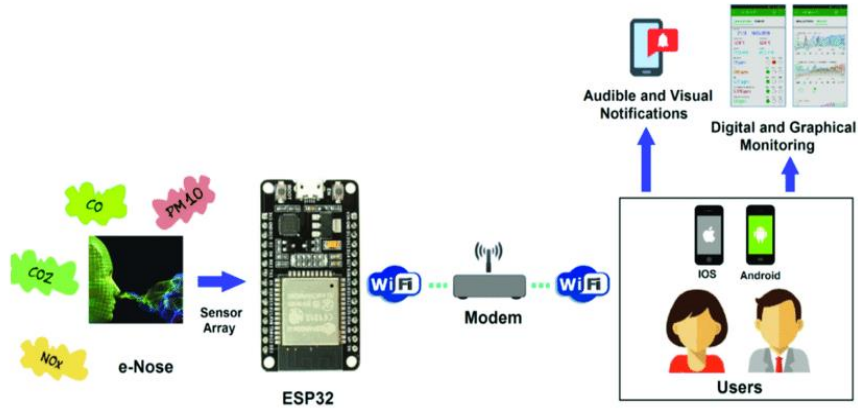 Audible and Visual
Notifications
Digital and Graphical
Monitoring
CO
PM10
CO2
NOx
e-Nose
Sensor
Array
ESP32
WiFi
Modem
WiFi
IOS
Android
Users